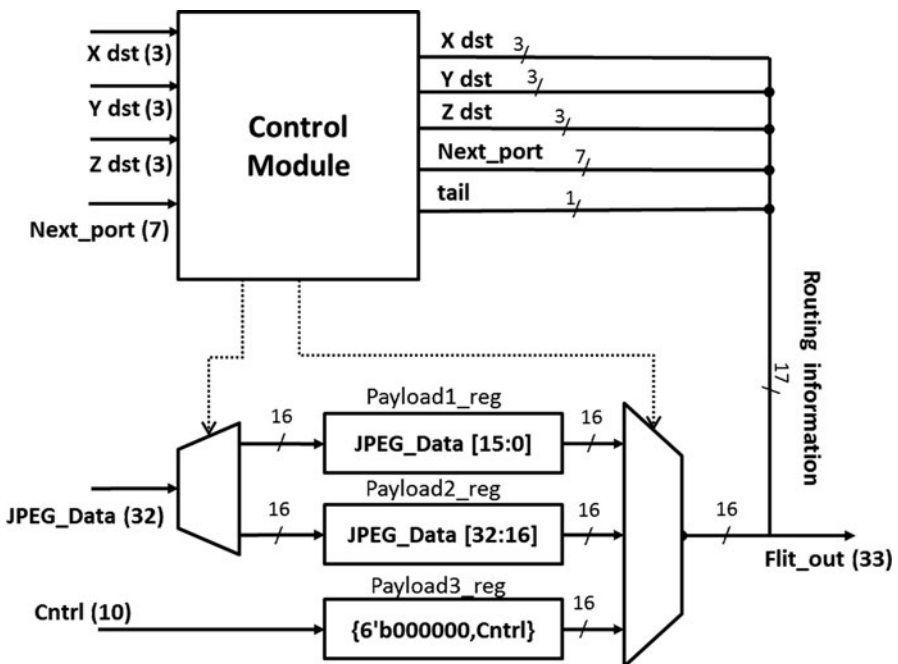 X dst (3)
Y dst (3)
Z dst (3)
Next_port (7)
Control
Module
X dst 3
Y dst 3
Z dst 3
Next_port 7
tail 1
Routing information
17
Payload1_reg
16
JPEG_Data [15:0]
16
JPEG_Data (32)
Payload2_reg
16
JPEG_Data [32:16]
16
16
Flit_out (33)
Payload3_reg
Cntrl (10)
{6'b000000,Cntrl}
16